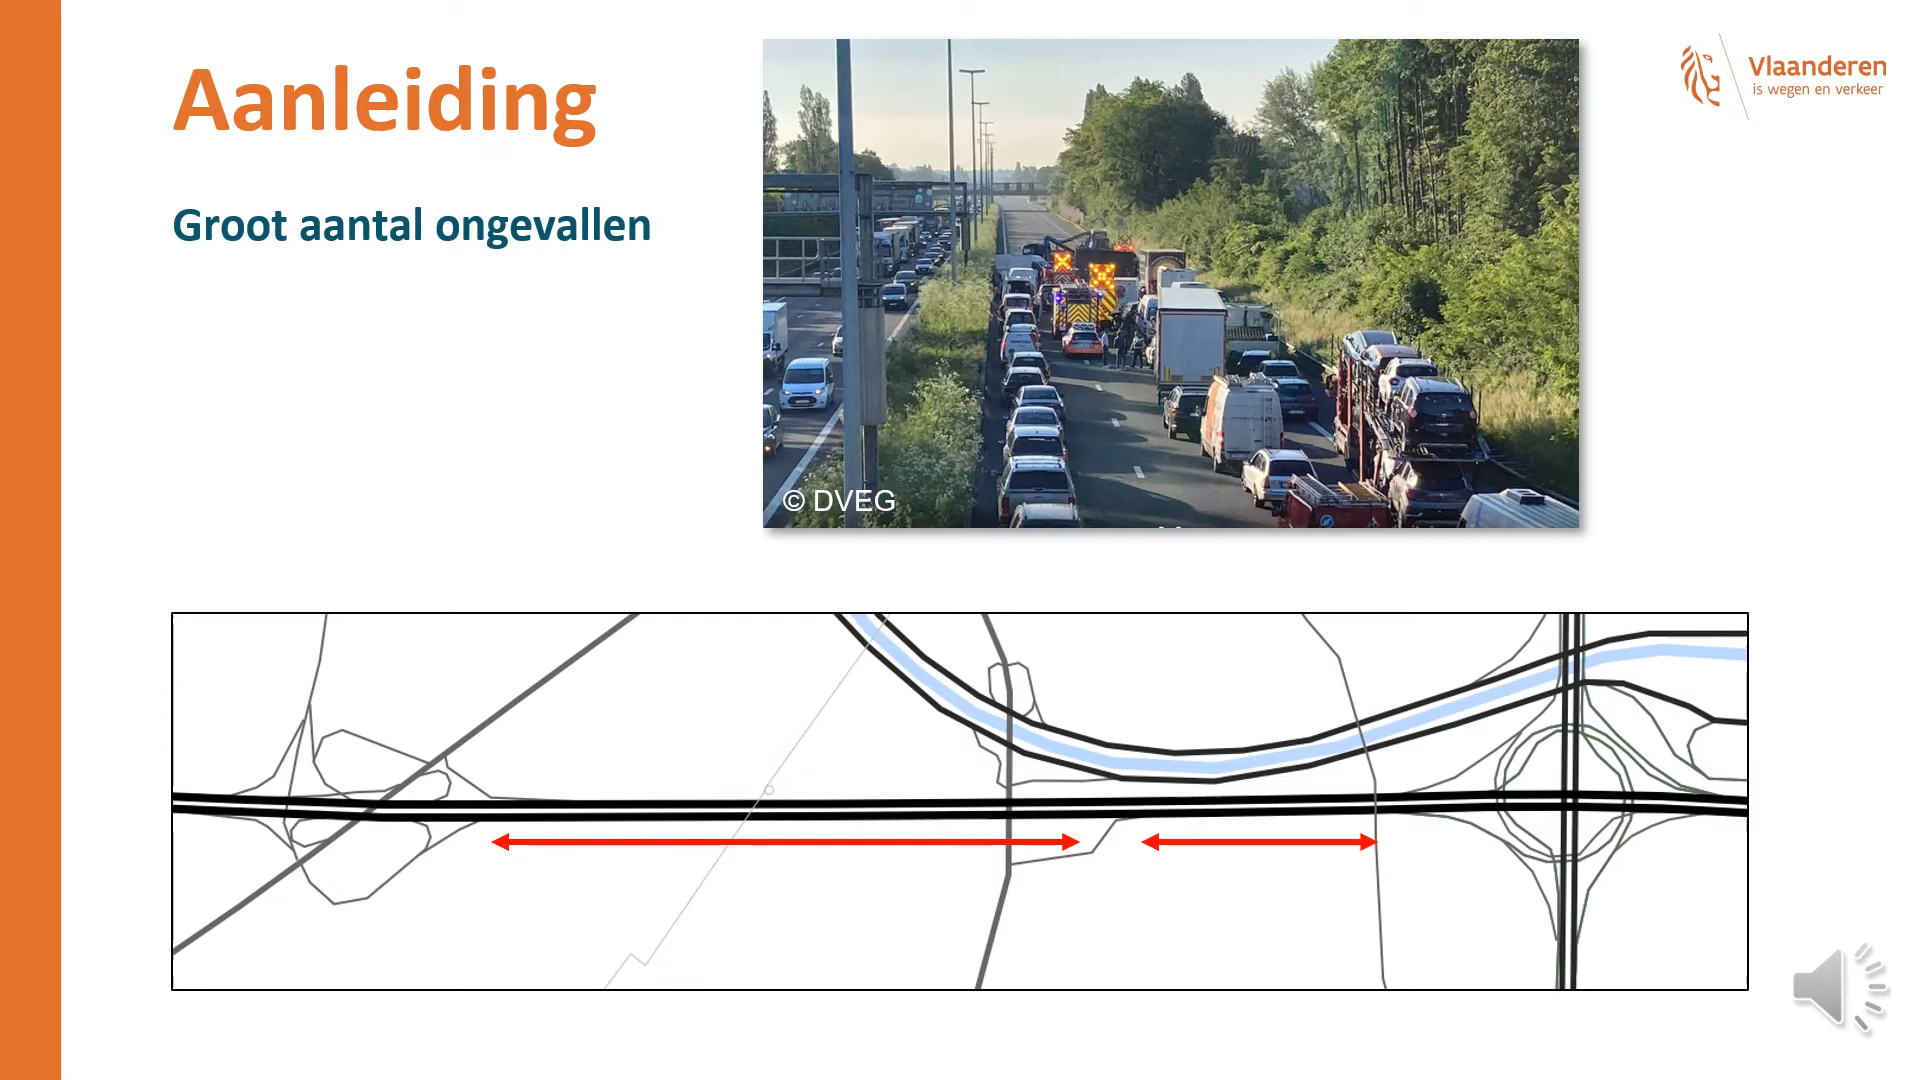 Aanleiding
Groot aantal ongevallen
Vlaanderen
is wegen en verkeer
© DVEG